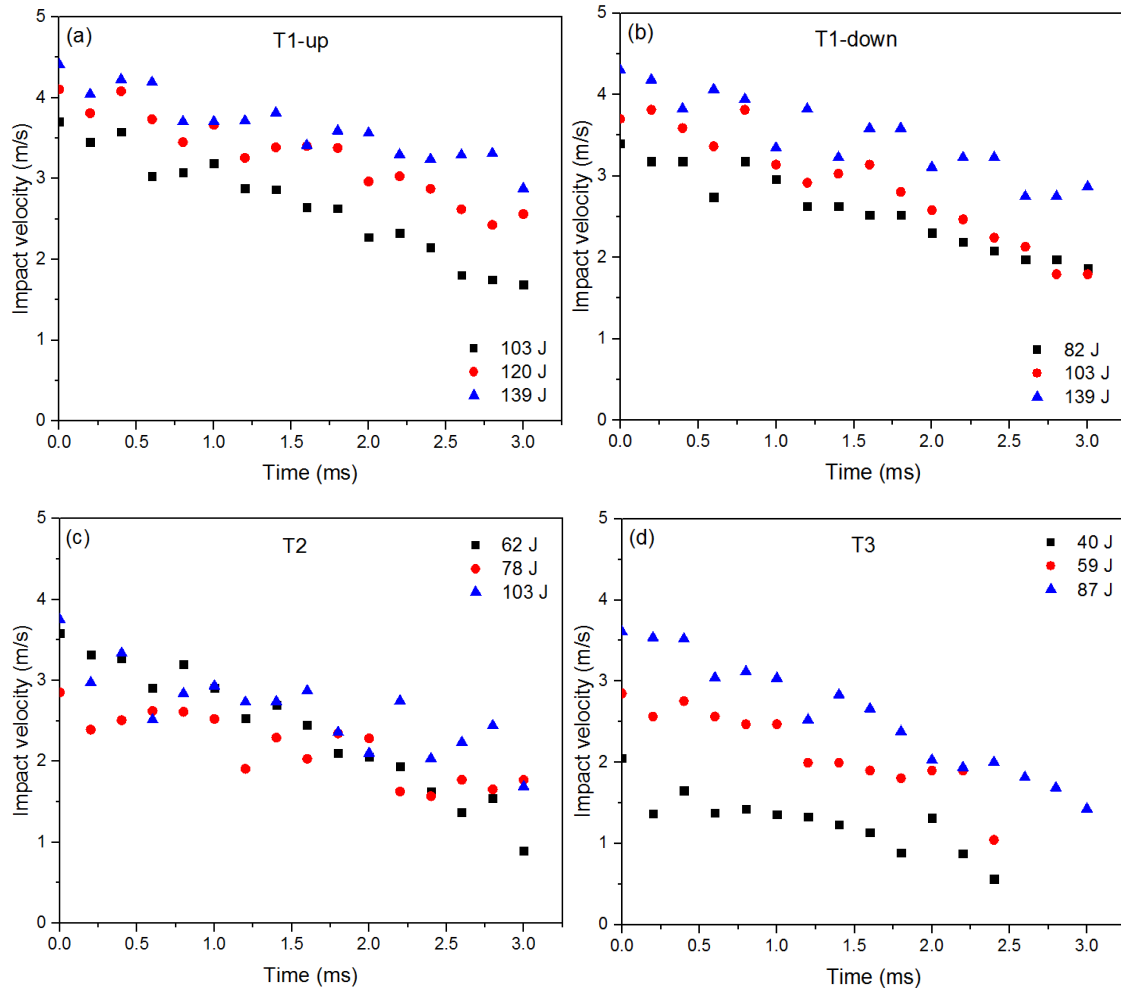 (a)
T1-up
Impact velocity (m/s)
5
4
3
2
1
0
103 J
120 J
139 J
0.0 0.5 1.0 1.5 2.0 2.5 3.0
Time (ms)
(b)
T1-down
Impact velocity (m/s)
5
4
3
2
1
0
82 J
103 J
139 J
0.0 0.5 1.0 1.5 2.0 2.5 3.0
Time (ms)
(c)
T2
62 J
78 J
103 J
Impact velocity (m/s)
5
4
3
2
1
0
0.0 0.5 1.0 1.5 2.0 2.5 3.0
Time (ms)
(d)
T3
40 J
59 J
87 J
Impact velocity (m/s)
5
4
3
2
1
0
0.0 0.5 1.0 1.5 2.0 2.5 3.0
Time (ms)